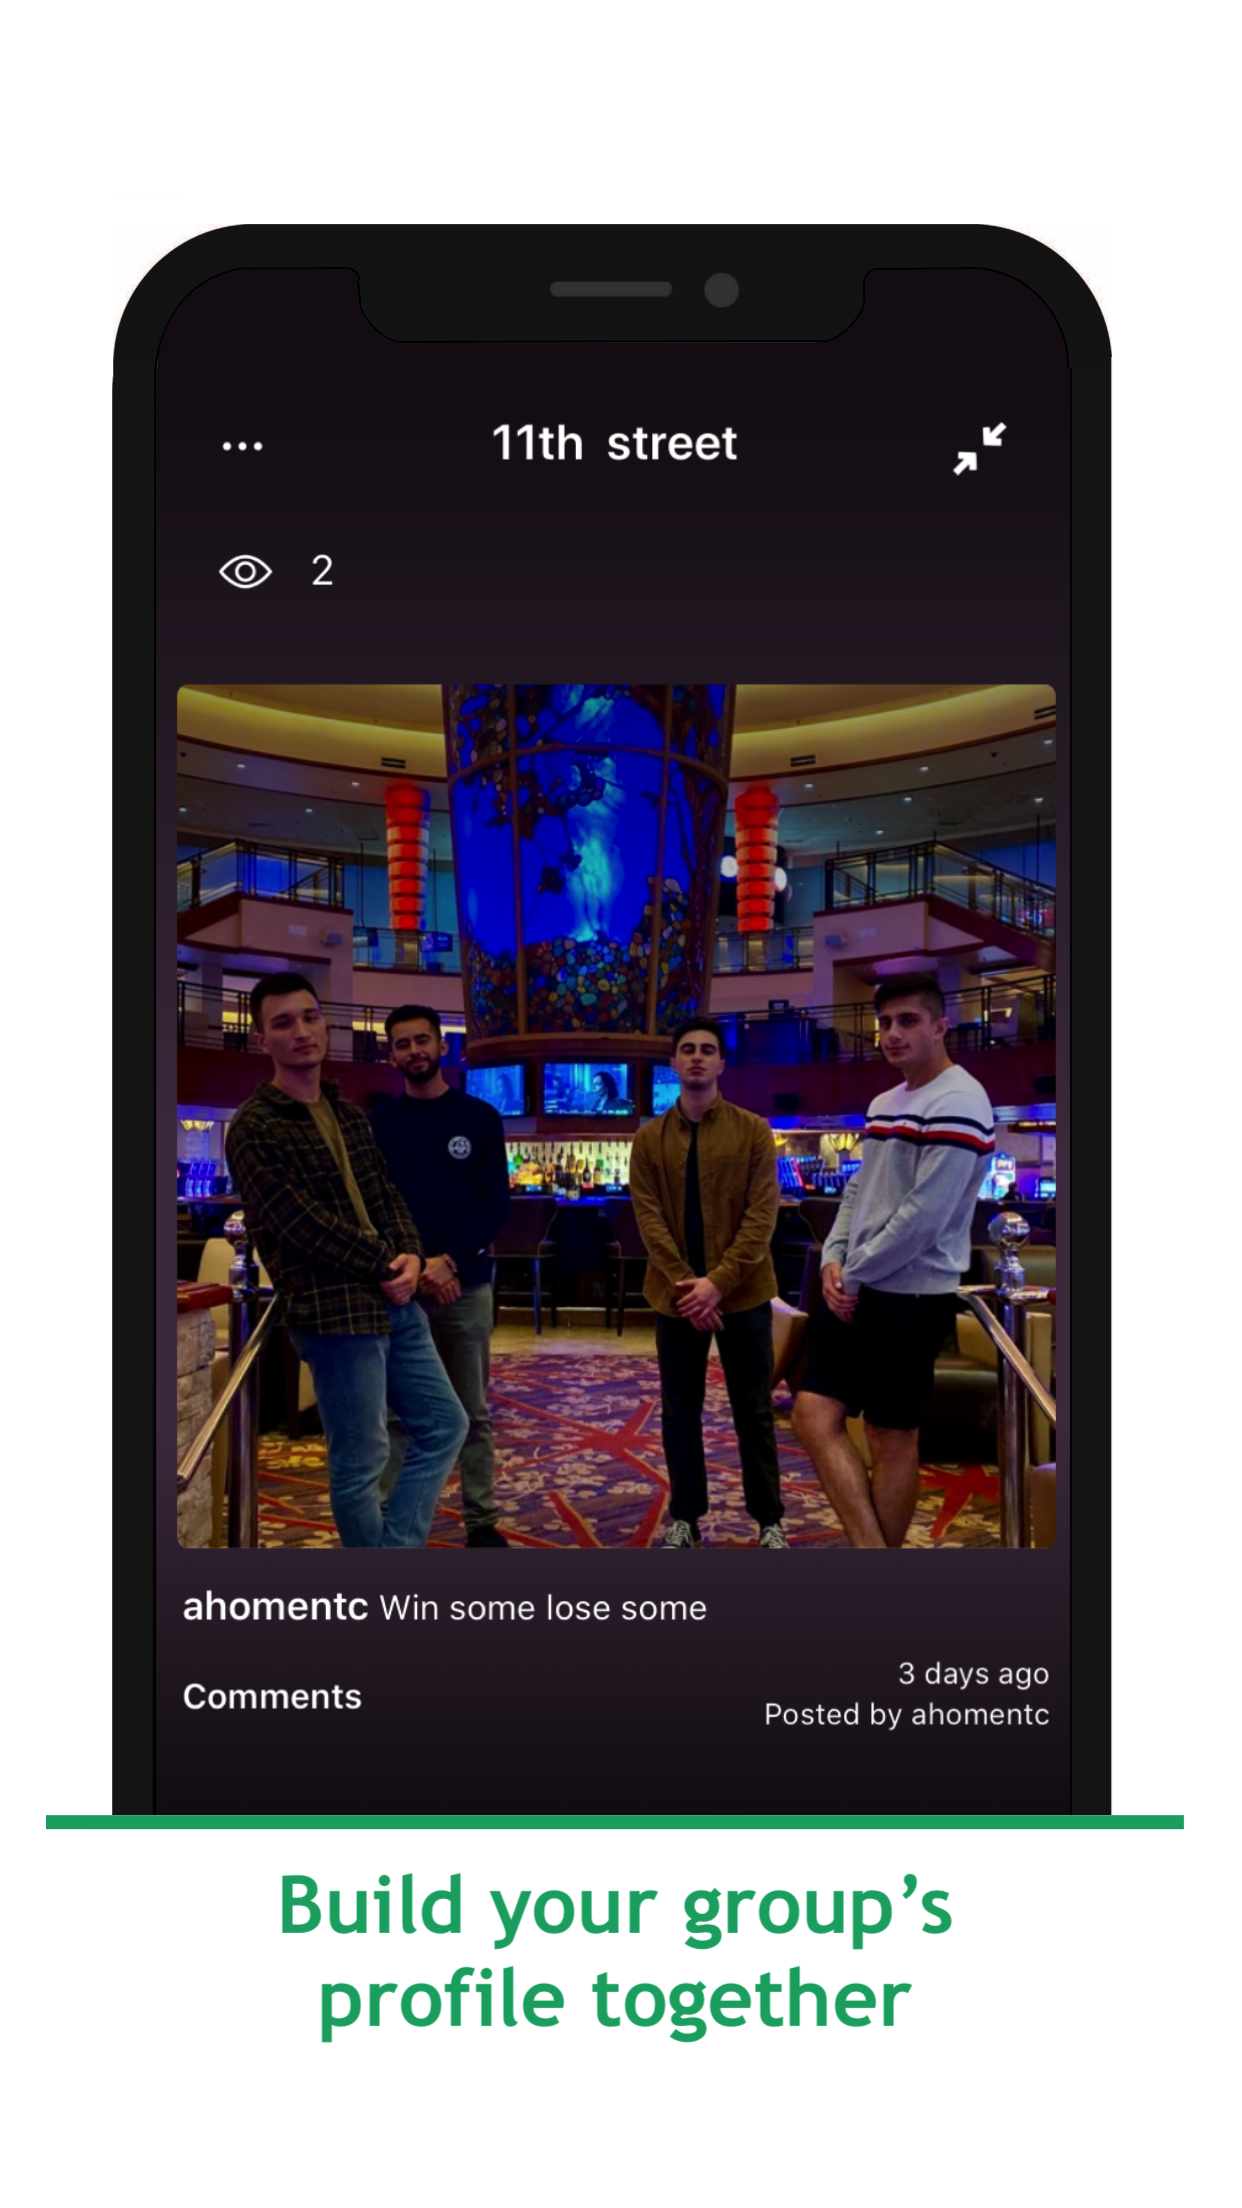 11th street
2
ahomentc Win some lose some
3 days ago
Comments
Posted by ahomentc
Build your group’s
profile together